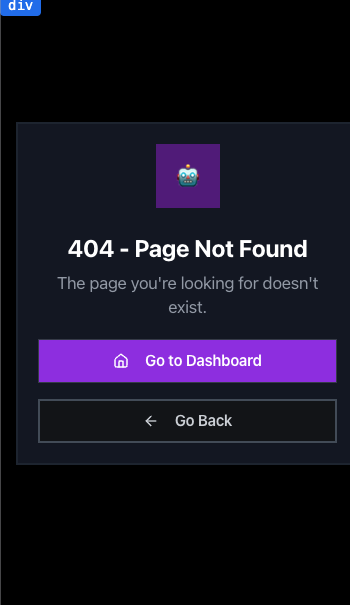 div
404 - Page Not Found
The page you're looking for doesn't
exist.
Go to Dashboard
Go Back